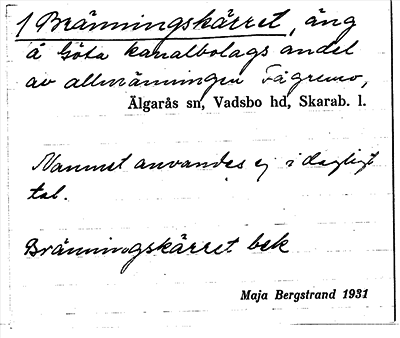 1 Bränningskärret, äng
å Göta kanalbolags andel
av allmänningen Fägremo,
Älgarås sn, Vadsbo hd, Skarab. l.
Namnet användes ej i dagligt
tal.
Bränningskärret bek
Maja Bergstrand 1931